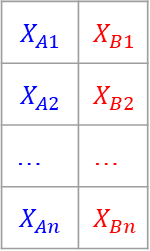 X_{A1} X_{B1}
X_{A2} X_{B2}
... ...
X_{An} X_{Bn}